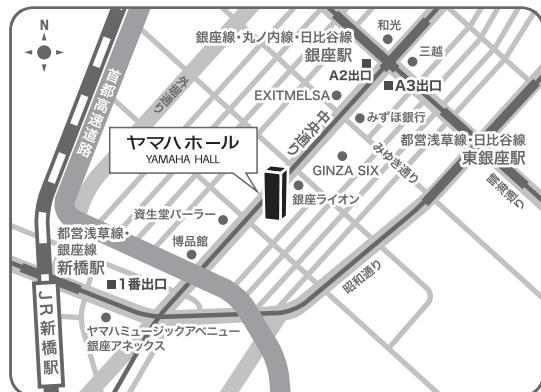 N
和光
銀座線・丸ノ内線・日比谷線
銀座駅
三越
A2出口
A3出口
外堀通り
EXITMELSA
首都高速道路
中央通り
みずほ銀行
都営浅草線・日比谷線
東銀座駅
ヤマハホール
YAMAHA HALL
みゆき通り
GINZA SIX
銀座ライオン
晴海通り
資生堂パーラー
都営浅草線・
銀座線
新橋駅
博品館
昭和通り
1番出口
JR新橋駅
ヤマハミュージックアベニュー
銀座アネックス